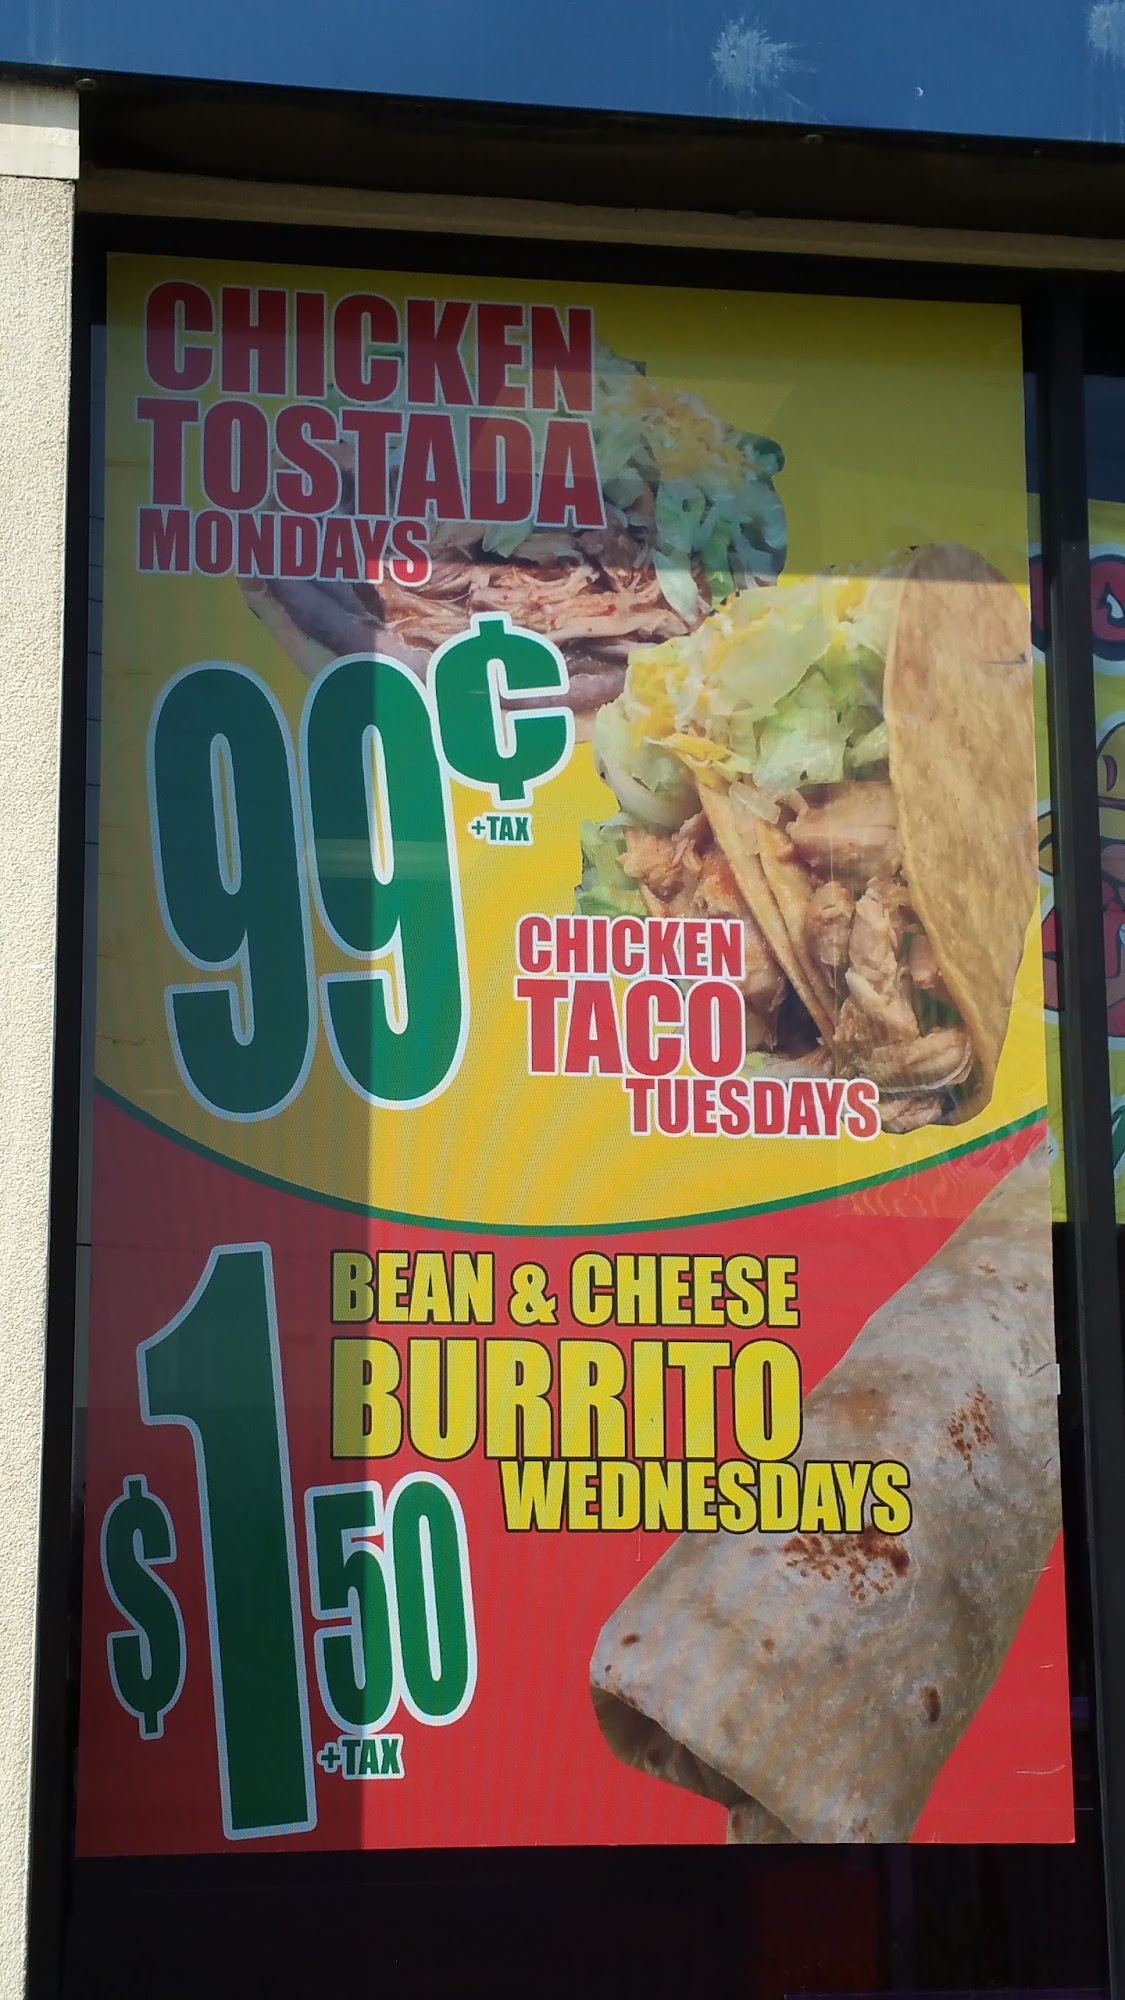 CHICKEN
TOSTADA
MONDAYS
99¢
+TAX
CHICKEN
TACO
TUESDAYS
BEAN & CHEESE
BURRITO
WEDNESDAYS
$1.50
+TAX